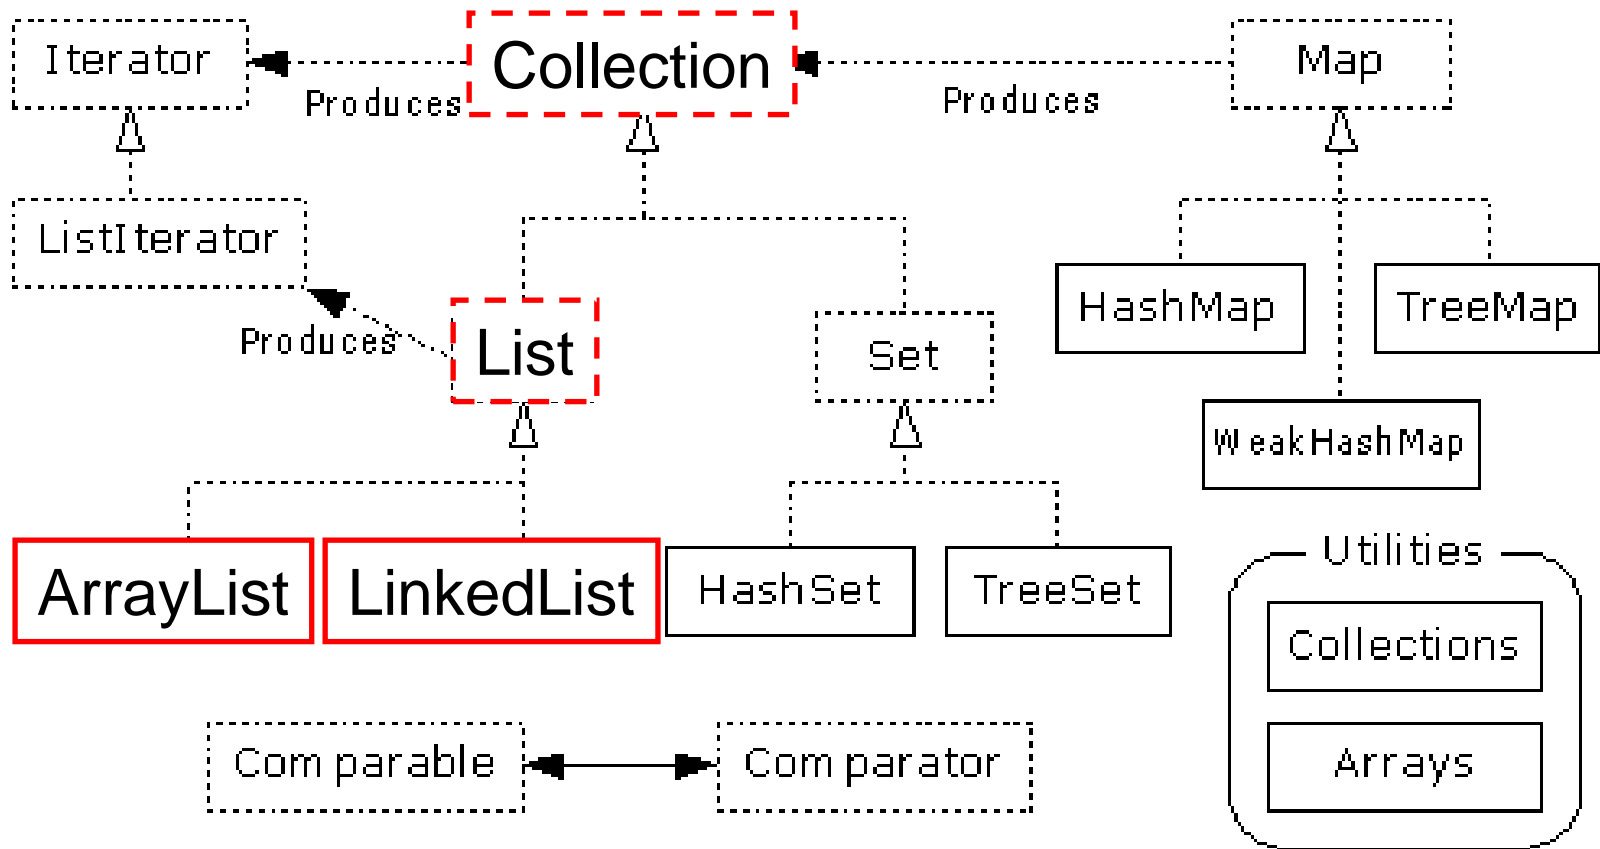 Iterator
Collection
Map
Produces
Produces
ListIterator
HashMap
TreeMap
Produces
List
Set
WeakHashMap
ArrayList
LinkedList
HashSet
TreeSet
Utilities
Collections
Arrays
Comparable
Comparator